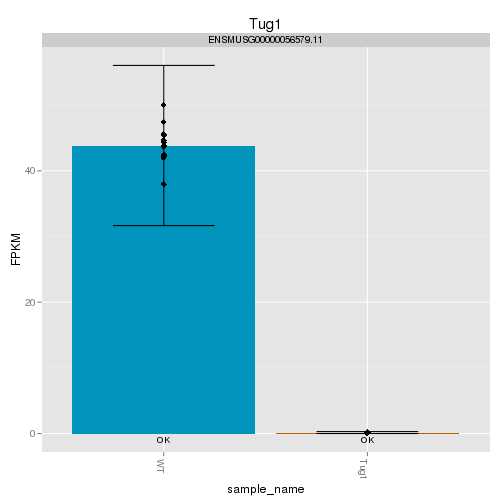 Tug1
ENSMUSG00000056579.11
FPKM
40
20
0
OK
OK
WT
Tug1
sample_name